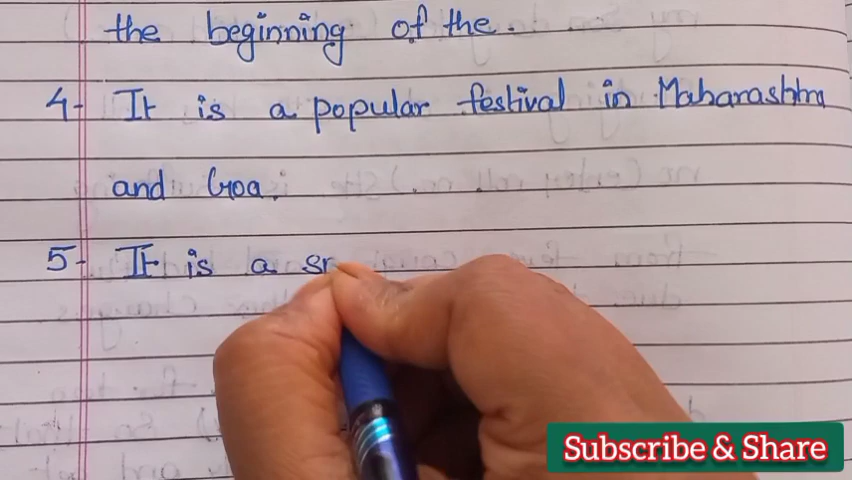 the beginning of the.
4- It is a popular festival in Maharashtra
and Goa.
5- It is a
Subscribe & Share